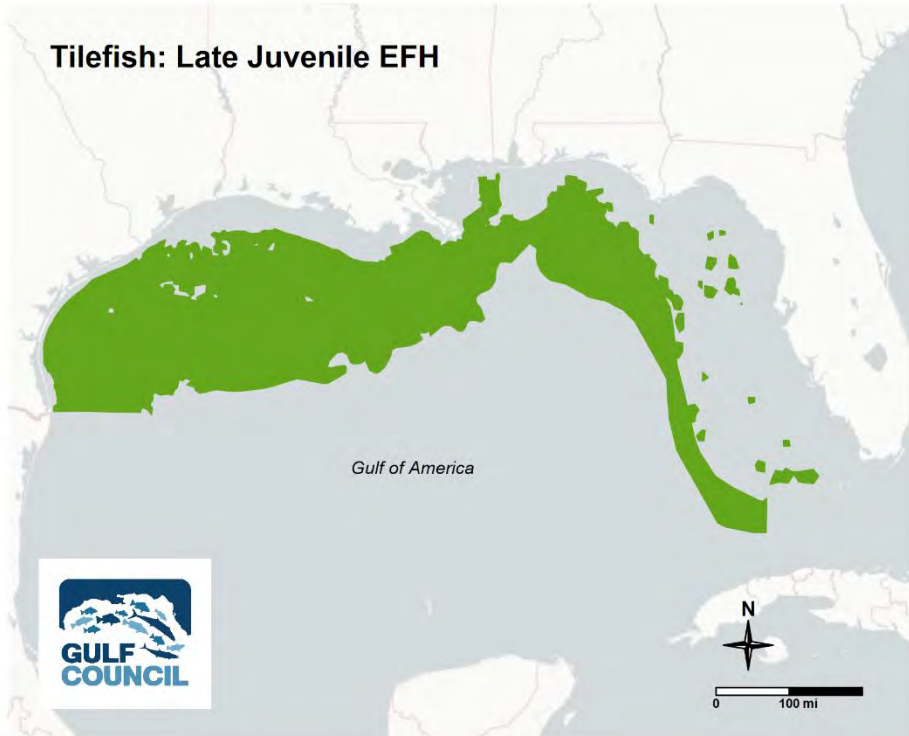 Tilefish: Late Juvenile EFH
Gulf of America
GULF
COUNCIL
N
0 100 mi